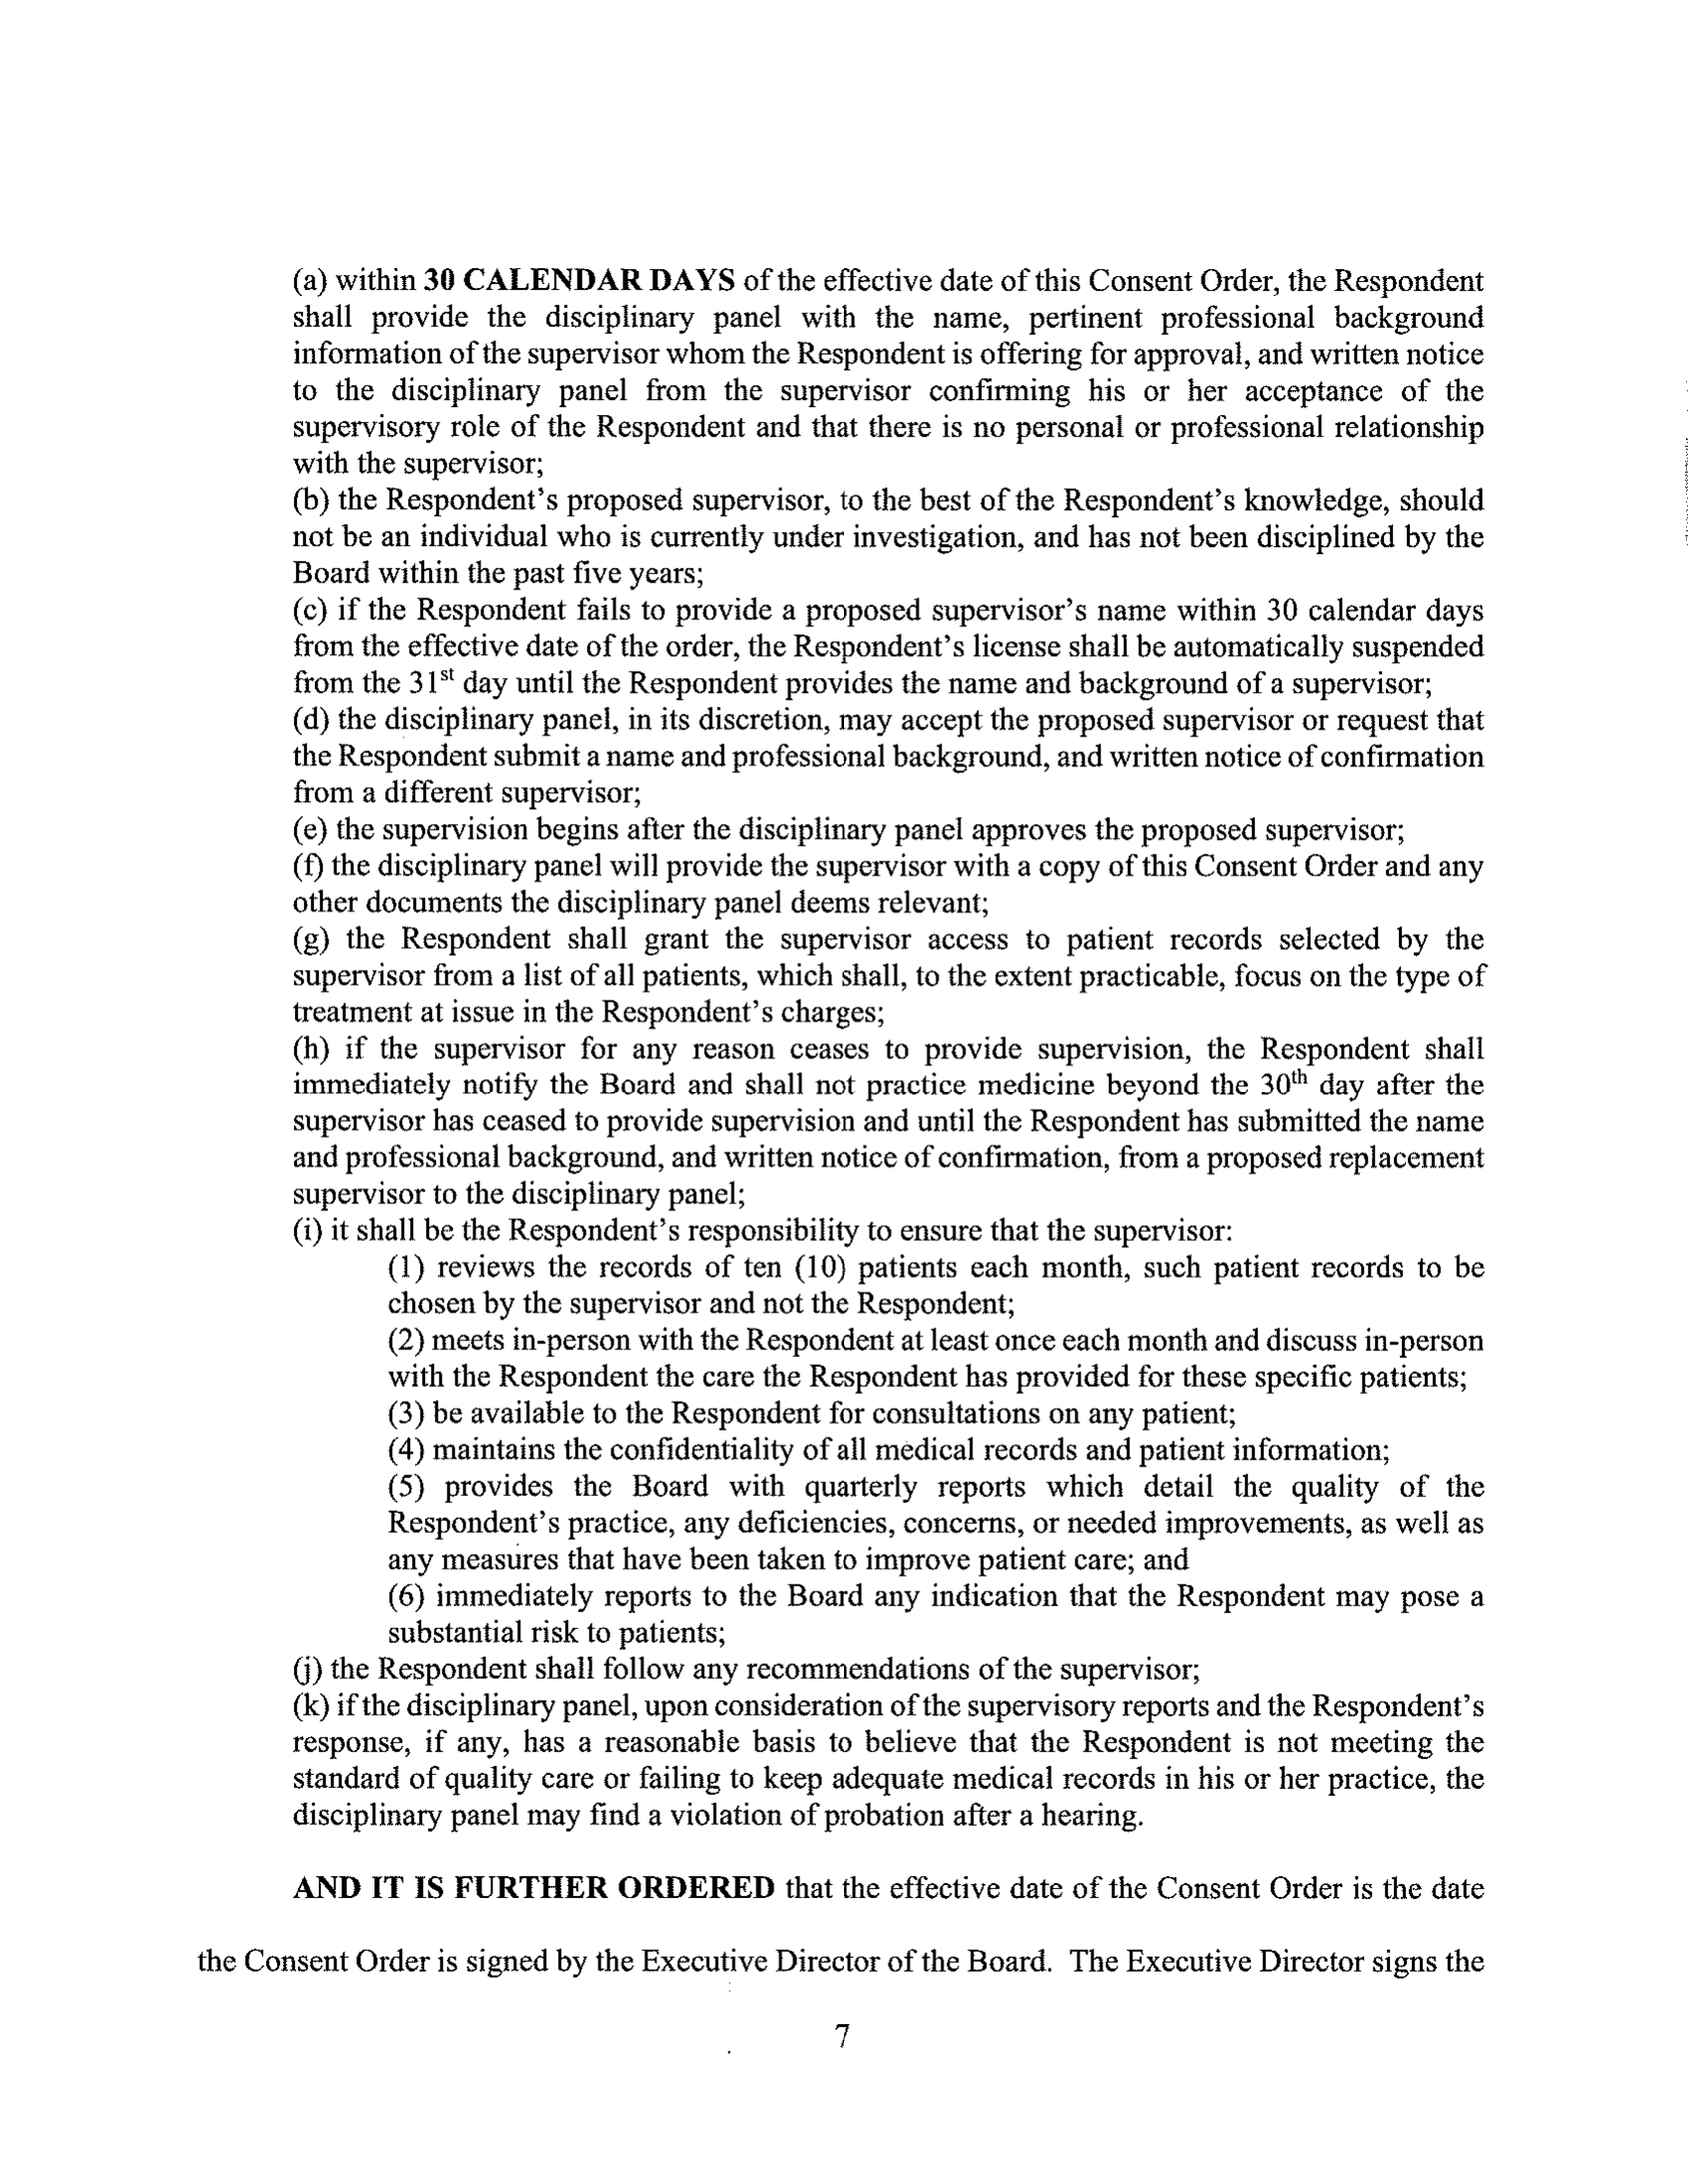 (a) within 30 CALENDAR DAYS of the effective date of this Consent Order, the Respondent
shall provide the disciplinary panel with the name, pertinent professional background
information of the supervisor whom the Respondent is offering for approval, and written notice
to the disciplinary panel from the supervisor confirming his or her acceptance of the
supervisory role of the Respondent and that there is no personal or professional relationship
with the supervisor;
(b) the Respondent's proposed supervisor, to the best of the Respondent's knowledge, should
not be an individual who is currently under investigation, and has not been disciplined by the
Board within the past five years;
(c) if the Respondent fails to provide a proposed supervisor's name within 30 calendar days
from the effective date of the order, the Respondent's license shall be automatically suspended
from the 31st day until the Respondent provides the name and background of a supervisor;
(d) the disciplinary panel, in its discretion, may accept the proposed supervisor or request that
the Respondent submit a name and professional background, and written notice of confirmation
from a different supervisor;
(e) the supervision begins after the disciplinary panel approves the proposed supervisor;
(f) the disciplinary panel will provide the supervisor with a copy of this Consent Order and any
other documents the disciplinary panel deems relevant;
(g) the Respondent shall grant the supervisor access to patient records selected by the
supervisor from a list of all patients, which shall, to the extent practicable, focus on the type of
treatment at issue in the Respondent's charges;
(h) if the supervisor for any reason ceases to provide supervision, the Respondent shall
immediately notify the Board and shall not practice medicine beyond the 30th day after the
supervisor has ceased to provide supervision and until the Respondent has submitted the name
and professional background, and written notice of confirmation, from a proposed replacement
supervisor to the disciplinary panel;
(i) it shall be the Respondent's responsibility to ensure that the supervisor:
(1) reviews the records of ten (10) patients each month, such patient records to be
chosen by the supervisor and not the Respondent;
(2) meets in-person with the Respondent at least once each month and discuss in-person
with the Respondent the care the Respondent has provided for these specific patients;
(3) be available to the Respondent for consultations on any patient;
(4) maintains the confidentiality of all medical records and patient information;
(5) provides the Board with quarterly reports which detail the quality of the
Respondent's practice, any deficiencies, concerns, or needed improvements, as well as
any measures that have been taken to improve patient care; and
(6) immediately reports to the Board any indication that the Respondent may pose a
substantial risk to patients;
(j) the Respondent shall follow any recommendations of the supervisor;
(k) if the disciplinary panel, upon consideration of the supervisory reports and the Respondent's
response, if any, has a reasonable basis to believe that the Respondent is not meeting the
standard of quality care or failing to keep adequate medical records in his or her practice, the
disciplinary panel may find a violation of probation after a hearing.
AND IT IS FURTHER ORDERED that the effective date of the Consent Order is the date
the Consent Order is signed by the Executive Director of the Board. The Executive Director signs the
7